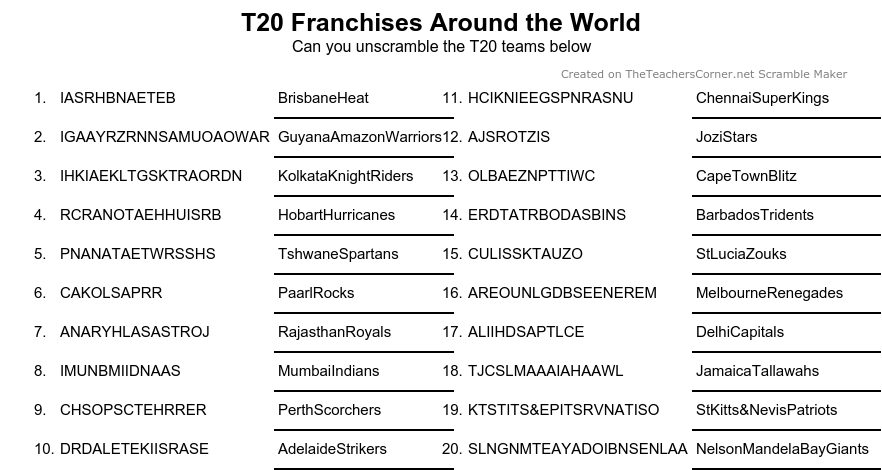 T20 Franchises Around the World
Can you unscramble the T20 teams below
Created on TheTeachersCorner.net Scramble Maker
1. IASRHBNAETEB BrisbaneHeat 11. HCIKNIEEGSPNRASNU ChennaiSuperKings
2. IGAAYRZRNNSAMUOAOWAR GuyanaAmazonWarriors 12. AJSROTZIS JoziStars
3. IHKIAEKLTGSKTRAORDN KolkataKnightRiders 13. OLBAEZNPTTIWC CapeTownBlitz
4. RCRANOTAEHHUISRB HobartHurricanes 14. ERDTATRBODASBINS BarbadosTridents
5. PNANATAETWRSSHS TshwaneSpartans 15. CULISSKTAUZO StLuciaZouks
6. CAKOLSAPRR PaarlRocks 16. AREOUNLGDBSEENEREM MelbourneRenegades
7. ANARYHLASASTROJ RajasthanRoyals 17. ALIIHDSAPTLCE DelhiCapitals
8. IMUNBMIIDNAAS MumbaiIndians 18. TJCSLMAAAIAHAAWL JamaicaTallawahs
9. CHSOPSCTEHRRER PerthScorchers 19. KTSTITS&EPITSRVNATISO StKitts&NevisPatriots
10. DRDALETEKIISRASE AdelaideStrikers 20. SLNGNMTEAYADOIBNSENLAA NelsonMandelaBayGiants